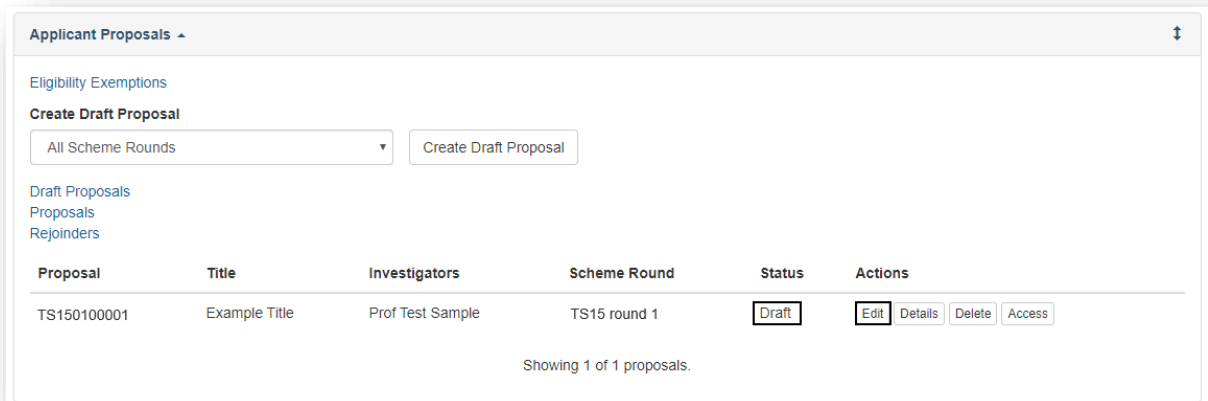 Applicant Proposals
Eligibility Exemptions
Create Draft Proposal
All Scheme Rounds Create Draft Proposal
Draft Proposals
Proposals
Rejoinders
Proposal Title Investigators Scheme Round Status Actions
TS150100001 Example Title Prof Test Sample TS15 round 1 Draft Edit Details Delete Access
Showing 1 of 1 proposals.